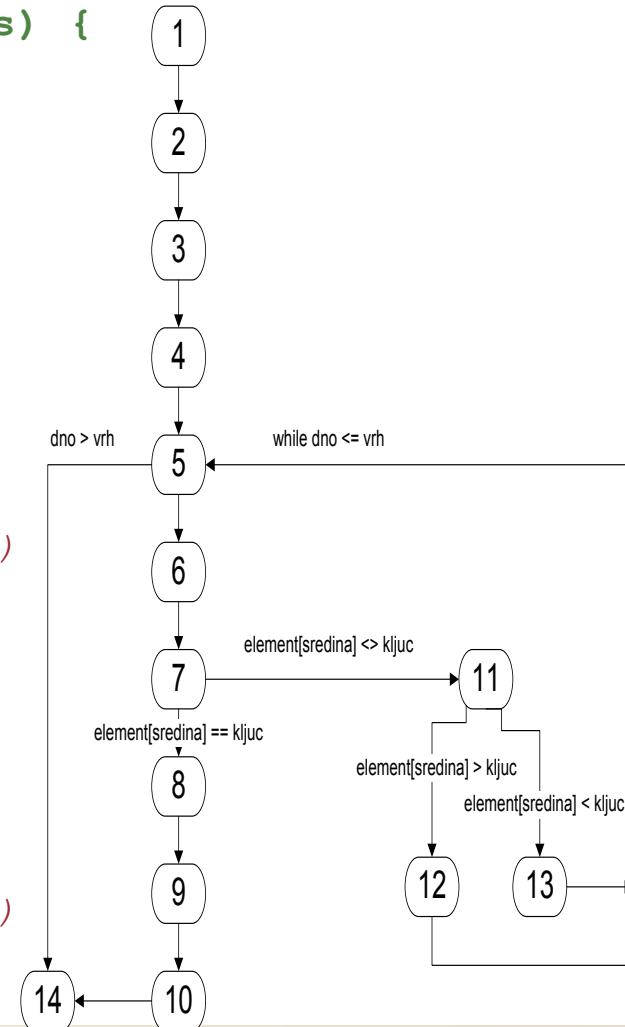 s) {
1
2
3
4
dno > vrh
while dno <= vrh
5
)
6
element[sredina] <> kljuc
7
11
element[sredina] == kljuc
element[sredina] > kljuc
8
element[sredina] < kljuc
12
13
9
)
14
10